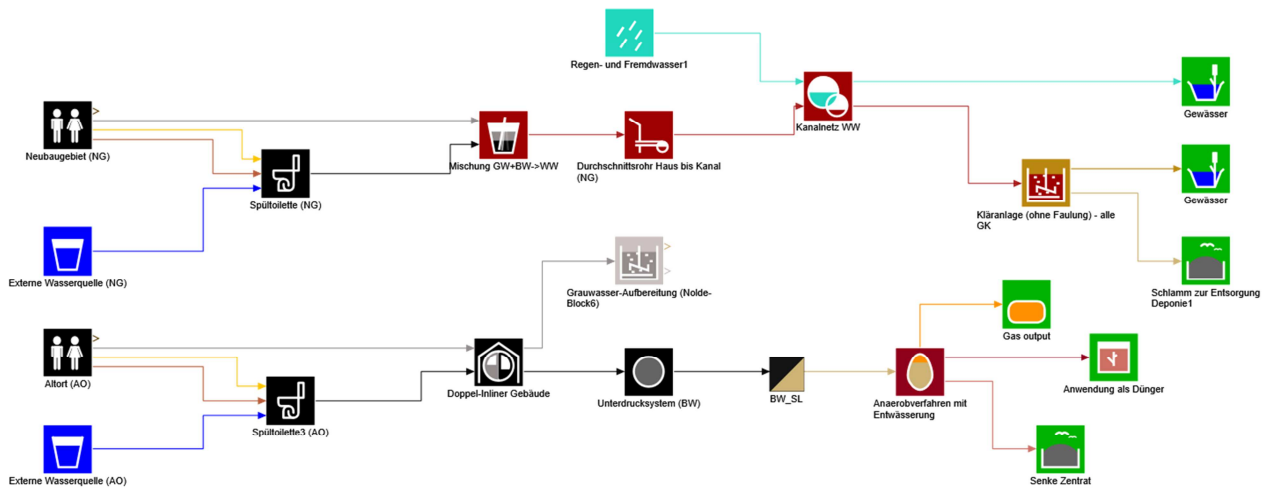 Regen- und Fremdwasser1
Gewässer
Kanalnetz WW
Neubaugebiet (NG)
Mischung GW+BW->WW
Durchschnittsrohr Haus bis Kanal
(NG)
Spültoilette (NG)
Gewässer
Kläranlage (ohne Faulung) - alle
GK
Externe Wasserquelle (NG)
Grauwasser-Aufbereitung (Nolde-
Block6)
Schlamm zur Entsorgung
Deponie1
Gas output
Altort (AO)
Doppel-Inliner Gebäude
Unterdrucksystem (BW)
BW_SL
Anaerobverfahren mit
Entwässerung
Anwendung als Dünger
Spültoilette3 (AO)
Externe Wasserquelle (AO)
Senke Zentrat